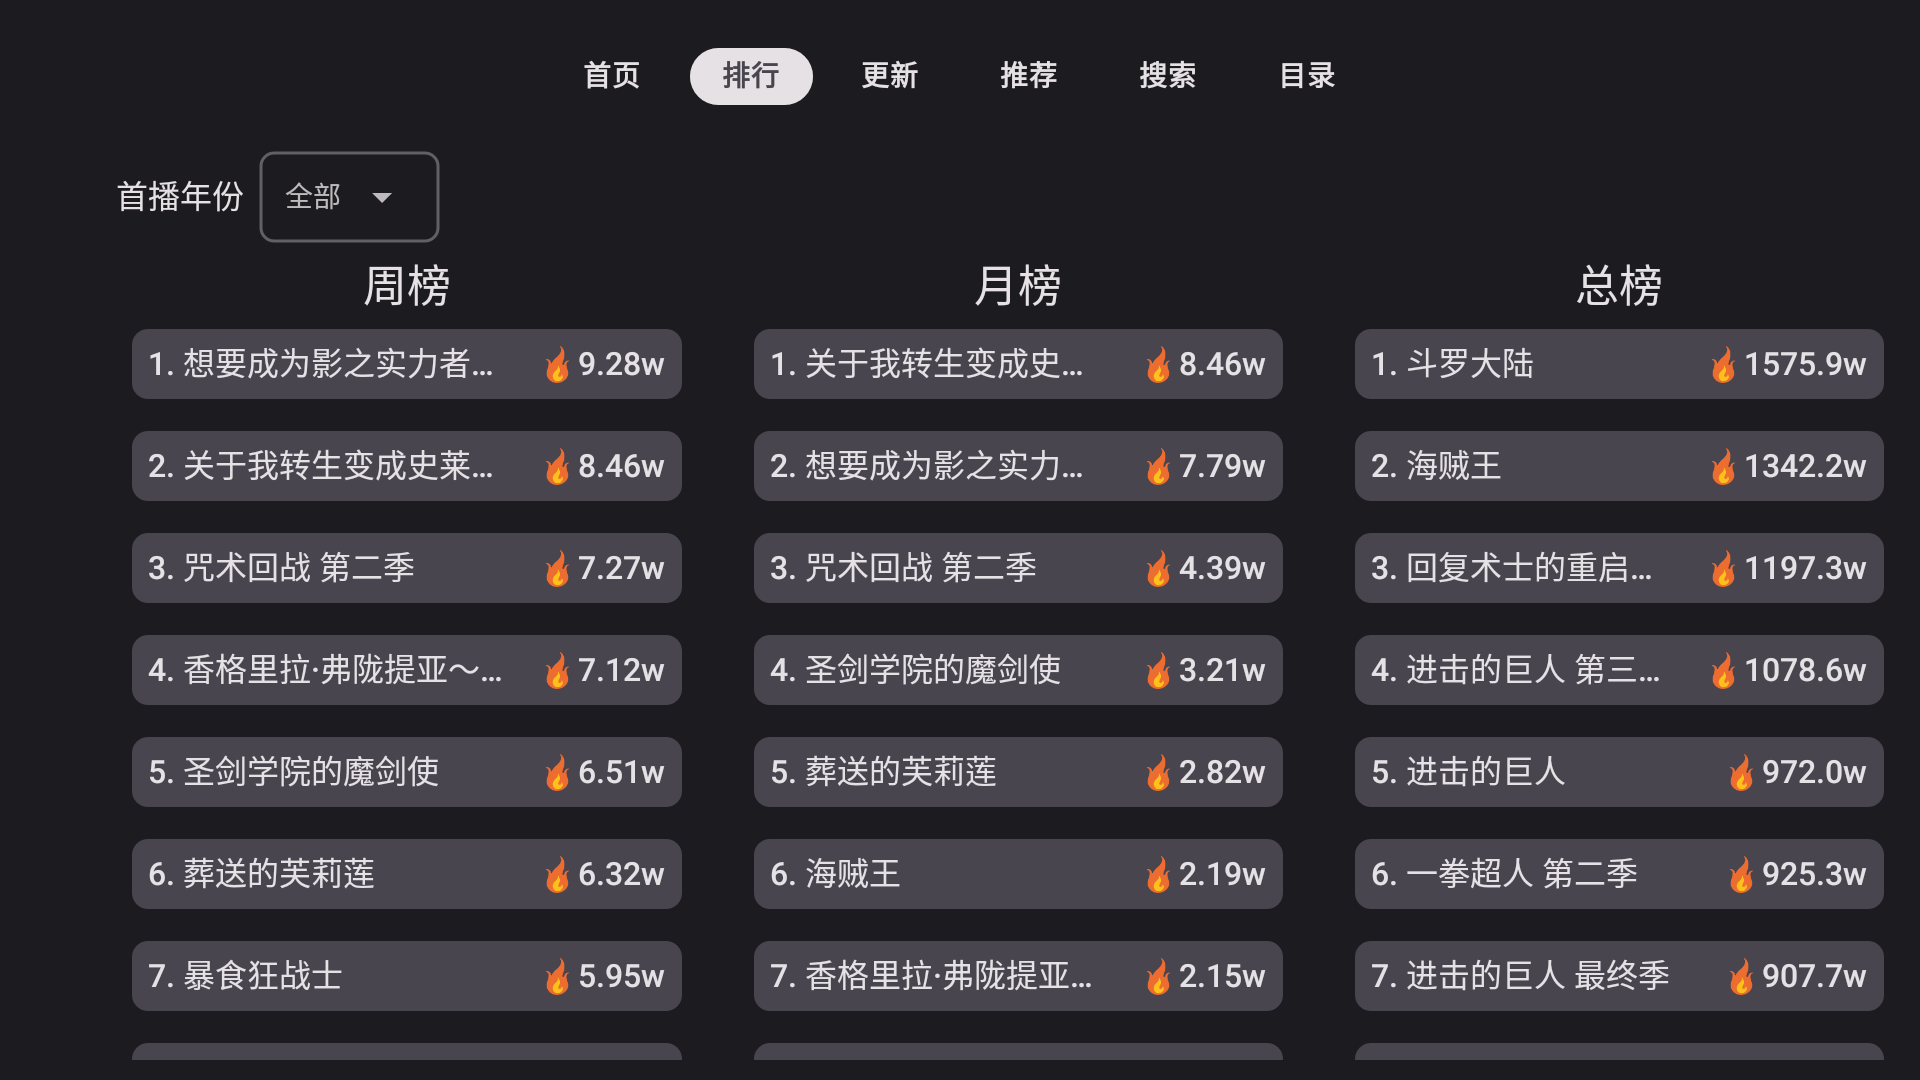 首页 排行 更新 推荐 搜索 目录
首播年份 全部
周榜
1. 想要成为影之实力者... 9.28w
2. 关于我转生变成史莱... 8.46w
3. 咒术回战 第二季 7.27w
4. 香格里拉·弗陇提亚～... 7.12w
5. 圣剑学院的魔剑使 6.51w
6. 葬送的芙莉莲 6.32w
7. 暴食狂战士 5.95w
月榜
1. 关于我转生变成史... 8.46w
2. 想要成为影之实力... 7.79w
3. 咒术回战 第二季 4.39w
4. 圣剑学院的魔剑使 3.21w
5. 葬送的芙莉莲 2.82w
6. 海贼王 2.19w
7. 香格里拉·弗陇提亚... 2.15w
总榜
1. 斗罗大陆 1575.9w
2. 海贼王 1342.2w
3. 回复术士的重启... 1197.3w
4. 进击的巨人 第三... 1078.6w
5. 进击的巨人 972.0w
6. 一拳超人 第二季 925.3w
7. 进击的巨人 最终季 907.7w